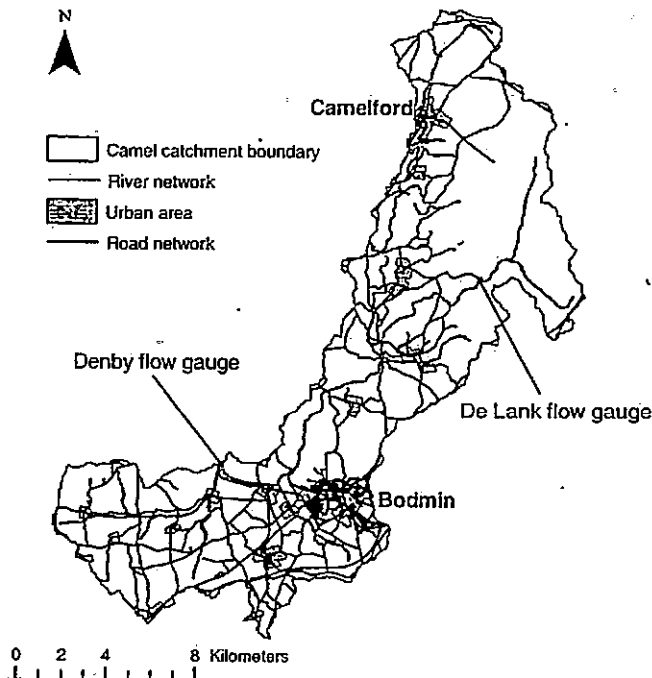 N
Camelford
Camel catchment boundary
River network
Urban area
Road network
Denby flow gauge
De Lank flow gauge
Bodmin
0 2 4 8 Kilometers